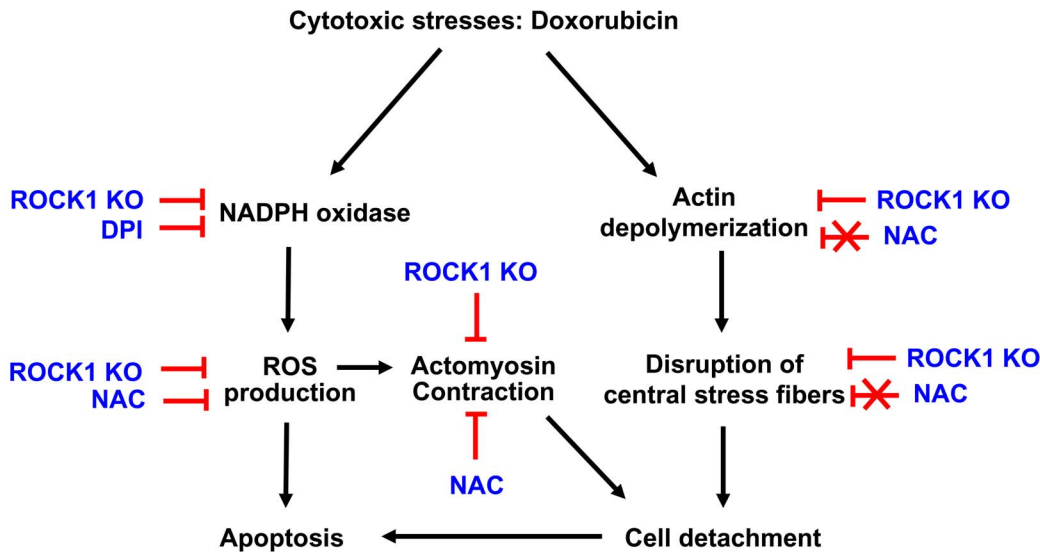 Cytotoxic stresses: Doxorubicin
ROCK1 KO
DPI
NADPH oxidase
Actin
depolymerization
ROCK1 KO
NAC
ROCK1 KO
ROCK1 KO
NAC
ROS
production
Actomyosin
Contraction
Disruption of
central stress fibers
ROCK1 KO
NAC
NAC
Apoptosis
Cell detachment